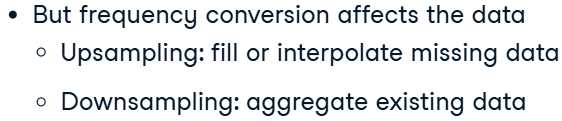 • But frequency conversion affects the data
○ Upsampling: fill or interpolate missing data
○ Downsampling: aggregate existing data